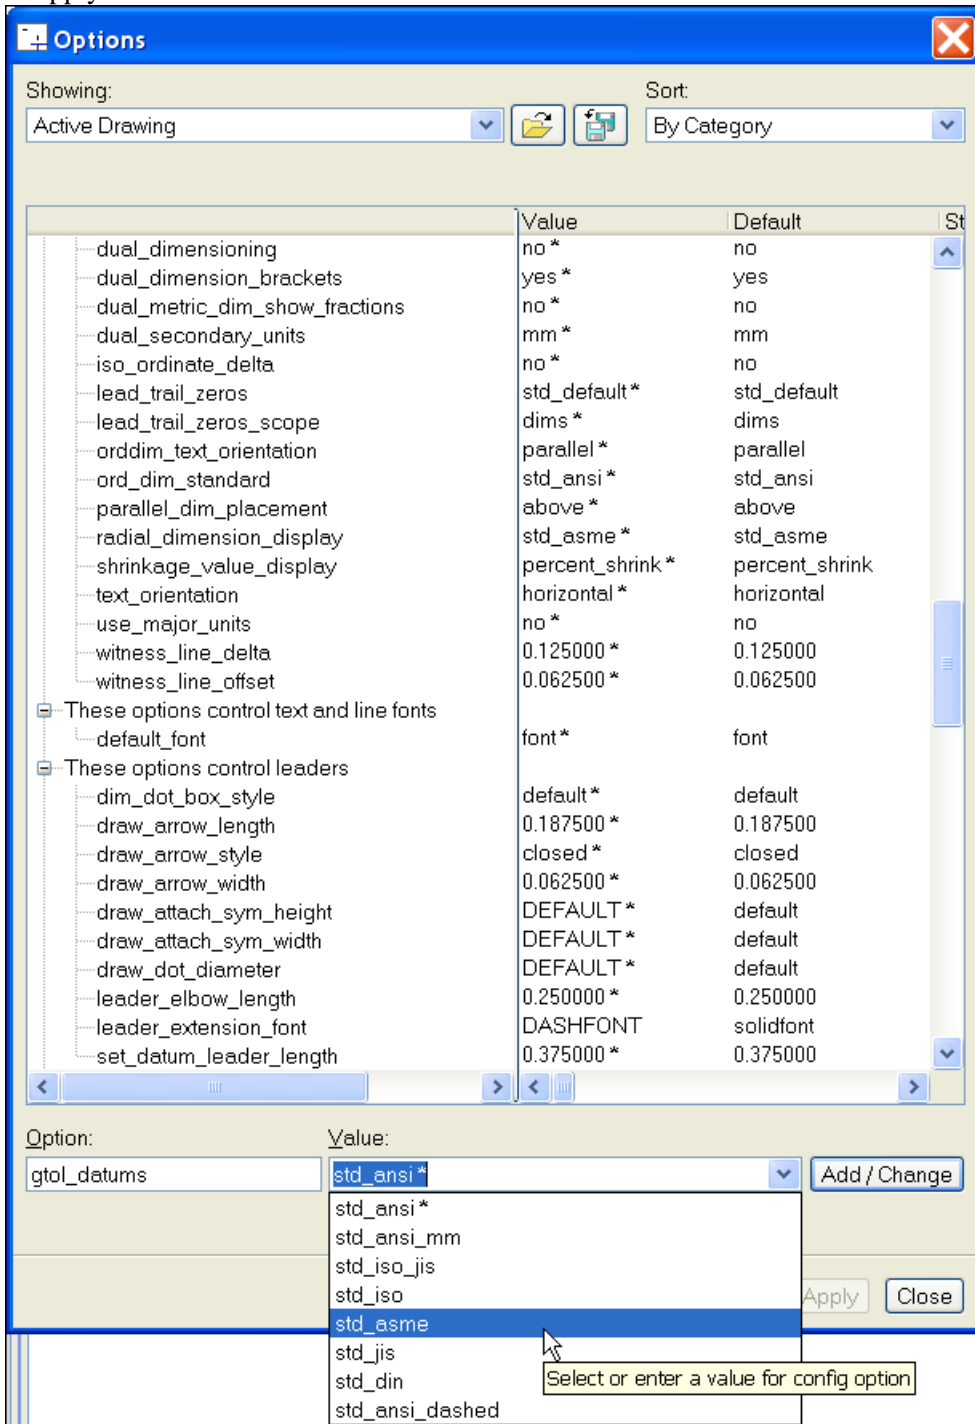 Options
Showing: Sort:
Active Drawing By Category
Value Default St
dual_dimensioning no * no
dual_dimension_brackets yes * yes
dual_metric_dim_show_fractions no * no
dual_secondary_units mm * mm
iso_ordinate_delta no * no
lead_trail_zeros std_default * std_default
lead_trail_zeros_scope dims * dims
orddim_text_orientation parallel * parallel
ord_dim_standard std_ansi * std_ansi
parallel_dim_placement above * above
radial_dimension_display std_asme * std_asme
shrinkage_value_display percent_shrink * percent_shrink
text_orientation horizontal * horizontal
use_major_units no * no
witness_line_delta 0.125000 * 0.125000
witness_line_offset 0.062500 * 0.062500
These options control text and line fonts
default_font font * font
These options control leaders
dim_dot_box_style default * default
draw_arrow_length 0.187500 * 0.187500
draw_arrow_style closed * closed
draw_arrow_width 0.062500 * 0.062500
draw_attach_sym_height DEFAULT * default
draw_attach_sym_width DEFAULT * default
draw_dot_diameter DEFAULT * default
leader_elbow_length 0.250000 * 0.250000
leader_extension_font DASHFONT solidfont
set_datum_leader_length 0.375000 * 0.375000
Option: Value:
gtol_datums std_ansi * Add / Change
std_ansi *
std_ansi_mm
std_iso_jis
std_iso Apply Close
std_asme
std_jis
std_din Select or enter a value for config option
std_ansi_dashed